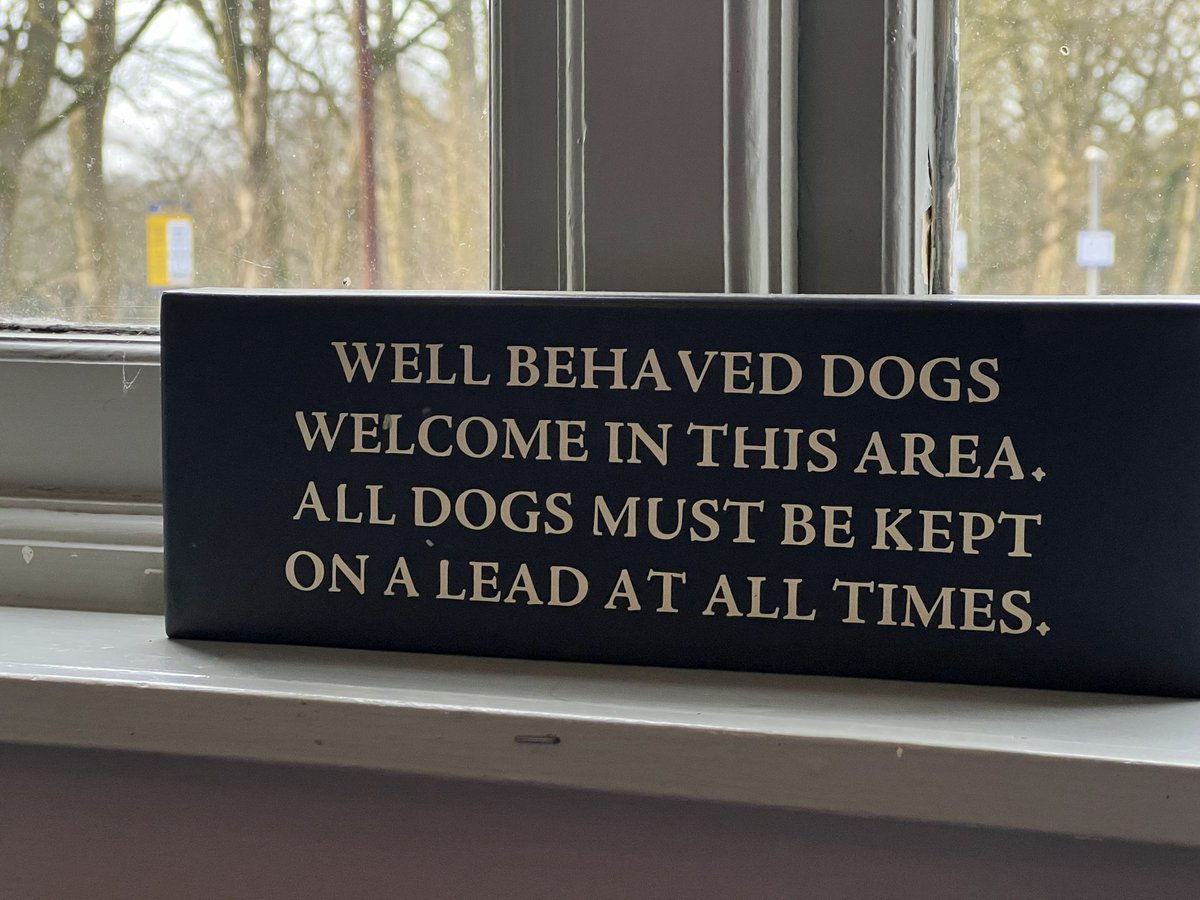 WELL BEHAVED DOGS
WELCOME IN THIS AREA.
ALL DOGS MUST BE KEPT
ON A LEAD AT ALL TIMES.